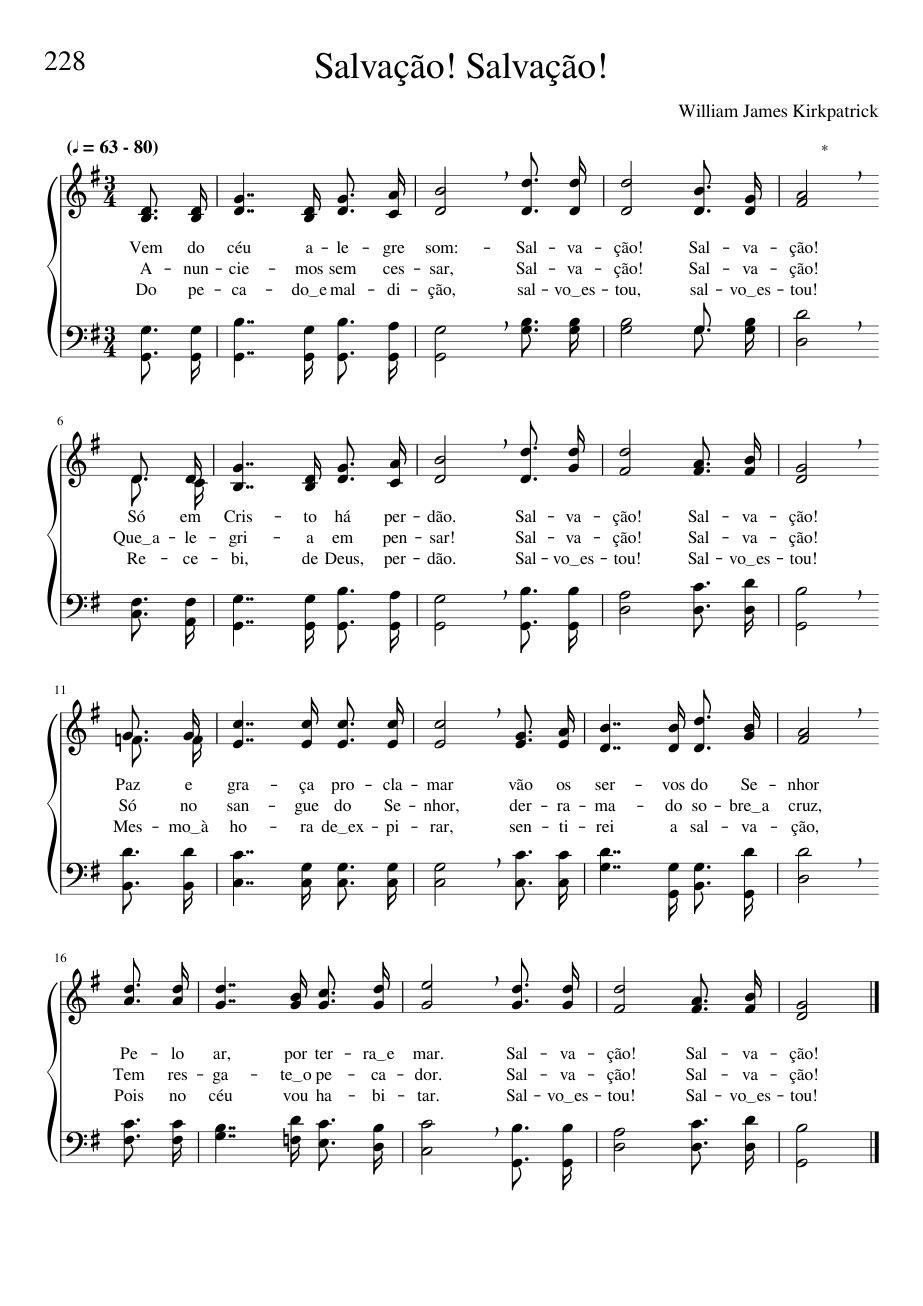 228
Salvação! Salvação!
William James Kirkpatrick
(♩ = 63 - 80)
*
3
4
Vem do céu a – le – gre som: – Sal – va – ção! Sal – va – ção!
A – nun – cie – mos sem ces – sar, Sal – va – ção! Sal – va – ção!
Do pe – ca – do_e mal – di – ção, sal – vo_es – tou, sal – vo_es – tou!
3
4
6
Só em Cris – to há per – dão. Sal – va – ção! Sal – va – ção!
Que_a – le – gri – a em pen – sar! Sal – va – ção! Sal – va – ção!
Re – ce – bi, de Deus, per – dão. Sal – vo_es – tou! Sal – vo_es – tou!
11
Paz e gra – ça pro – cla – mar vão os ser – vos do Se – nhor
Só no san – gue do Se – nhor, der – ra – ma – do so – bre_a cruz,
Mes – mo_à ho – ra de_ex – pi – rar, sen – ti – rei a sal – va – ção,
16
Pe – lo ar, por ter – ra_e mar. Sal – va – ção! Sal – va – ção!
Tem res – ga – te_o pe – ca – dor. Sal – va – ção! Sal – va – ção!
Pois no céu vou ha – bi – tar. Sal – vo_es – tou! Sal – vo_es – tou!